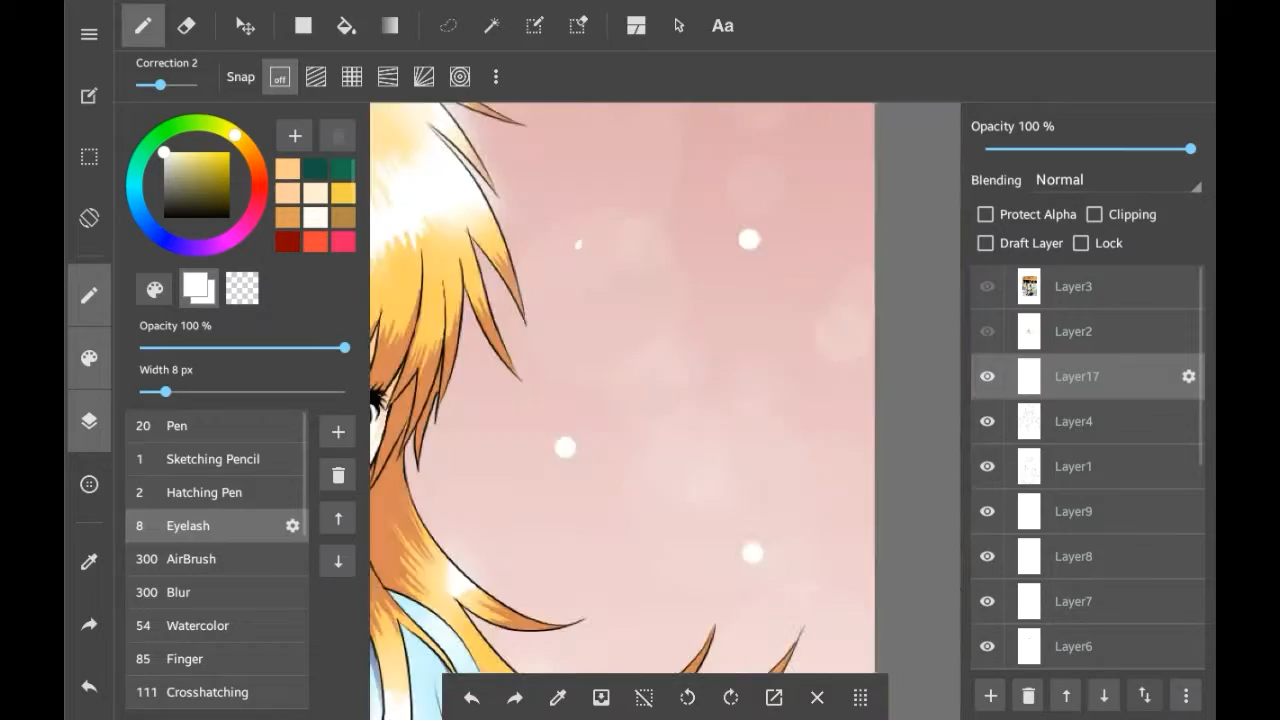 Aa
Correction 2
Snap
off
Opacity 100 %
Width 8 px
20 Pen
1 Sketching Pencil
2 Hatching Pen
8 Eyelash
300 AirBrush
300 Blur
54 Watercolor
85 Finger
111 Crosshatching
Opacity 100 %
Blending Normal
Protect Alpha Clipping
Draft Layer Lock
Layer3
Layer2
Layer17
Layer4
Layer1
Layer9
Layer8
Layer7
Layer6